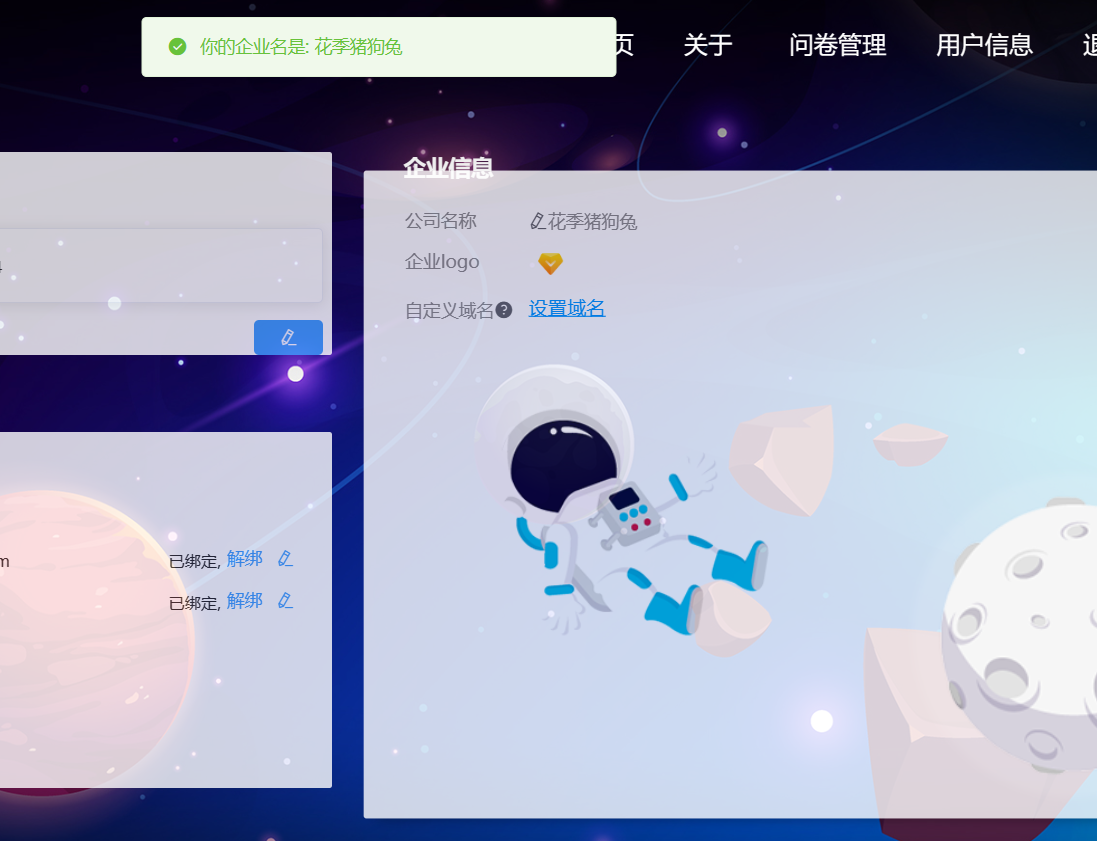 你的企业名是: 花季猪狗兔
页 关于 问卷管理 用户信息
企业信息
公司名称 花季猪狗兔
企业logo
自定义域名 设置域名
m 已绑定, 解绑
已绑定, 解绑